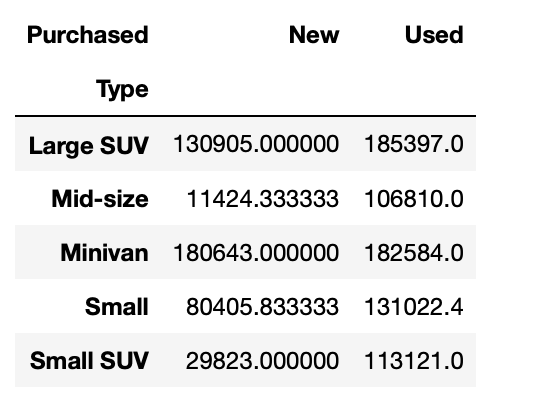 Purchased New Used
Type
Large SUV 130905.000000 185397.0
Mid-size 11424.333333 106810.0
Minivan 180643.000000 182584.0
Small 80405.833333 131022.4
Small SUV 29823.000000 113121.0